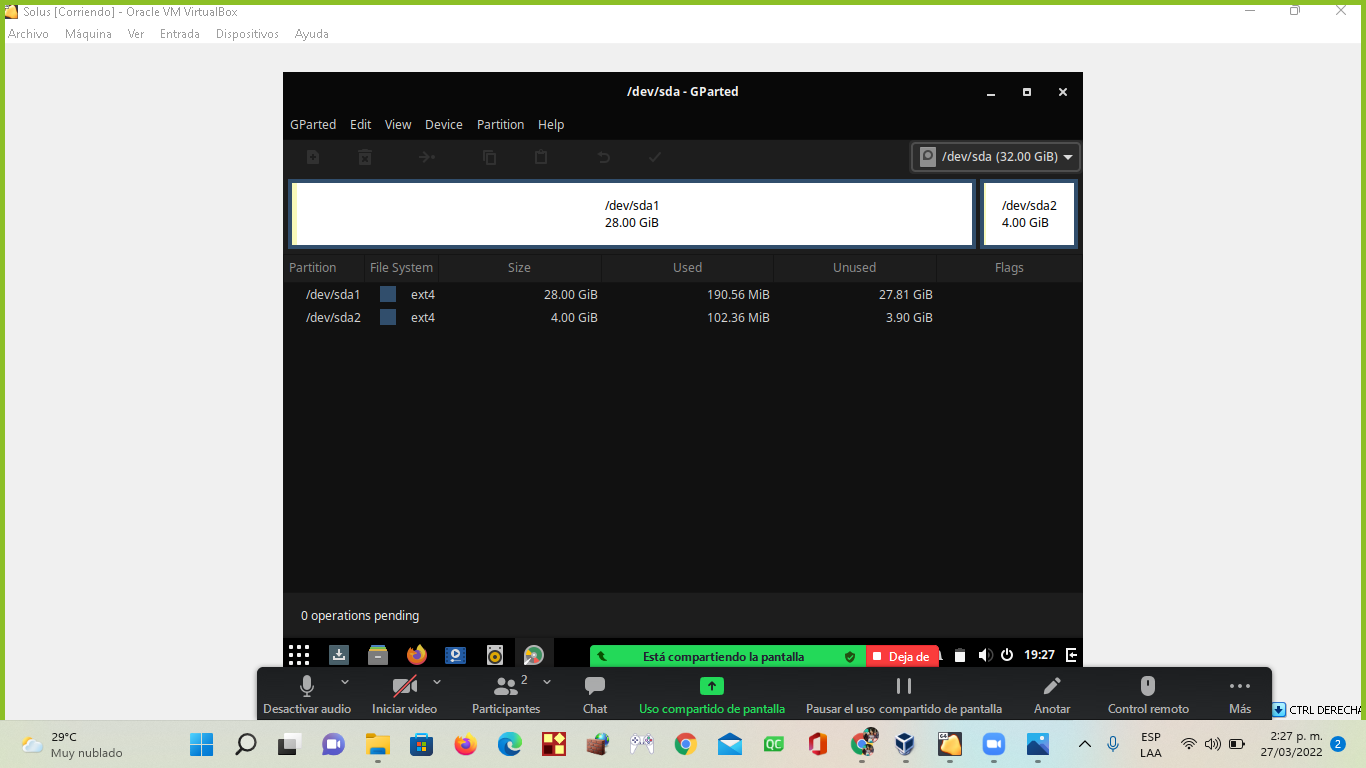 Solus [Corriendo] - Oracle VM VirtualBox
Archivo Máquina Ver Entrada Dispositivos Ayuda
/dev/sda - GParted
GParted Edit View Device Partition Help
/dev/sda (32.00 GiB)
/dev/sda1
28.00 GiB
/dev/sda2
4.00 GiB
Partition File System Size Used Unused Flags
/dev/sda1 ext4 28.00 GiB 190.56 MiB 27.81 GiB
/dev/sda2 ext4 4.00 GiB 102.36 MiB 3.90 GiB
0 operations pending
Está compartiendo la pantalla Deja de 19:27
2
Desactivar audio Iniciar video Participantes Chat Uso compartido de pantalla Pausar el uso compartido de pantalla Anotar Control remoto Más
CTRL DERECHA
29°C
Muy nublado
QC
ESP
LAA
2:27 p. m.
27/03/2022
2